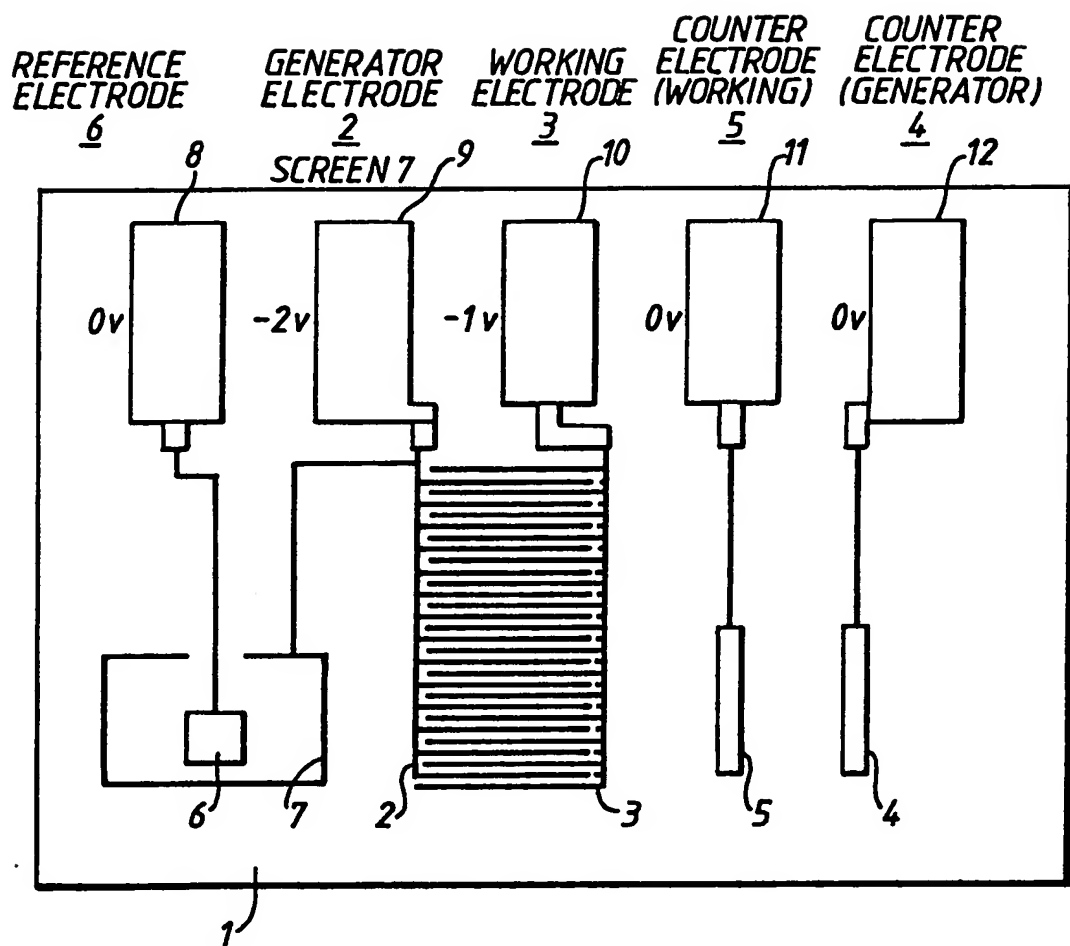 REFERENCE
ELECTRODE
6
GENERATOR
ELECTRODE
2
SCREEN 7
WORKING
ELECTRODE
3
COUNTER
ELECTRODE
(WORKING)
5
COUNTER
ELECTRODE
(GENERATOR)
4
8
9
10
11
12
0v
-2v
-1v
0v
0v
6
7
2
3
5
4
1